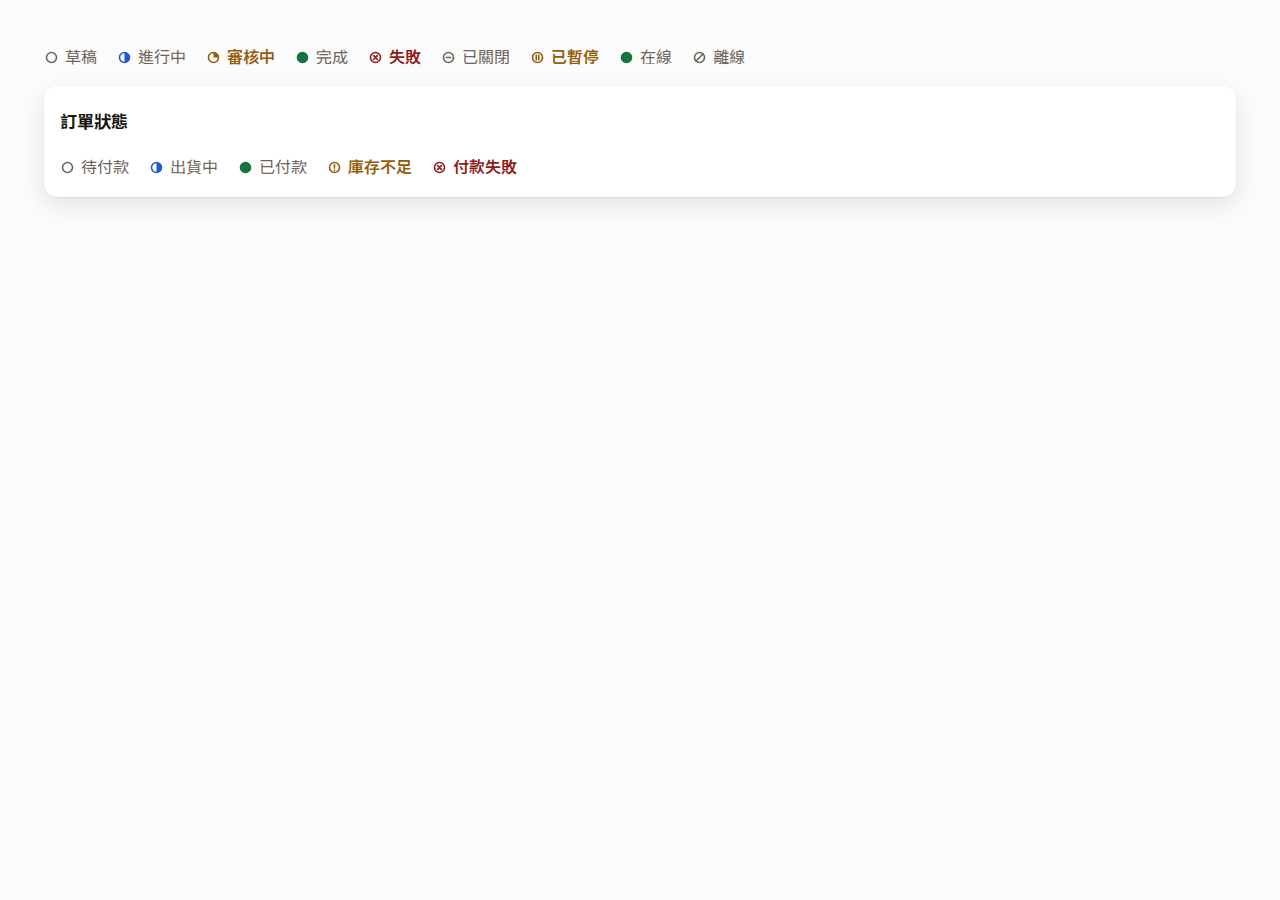 草稿 進行中 審核中 完成 失敗 已關閉 已暫停 在線 離線
訂單狀態
待付款 出貨中 已付款 庫存不足 付款失敗